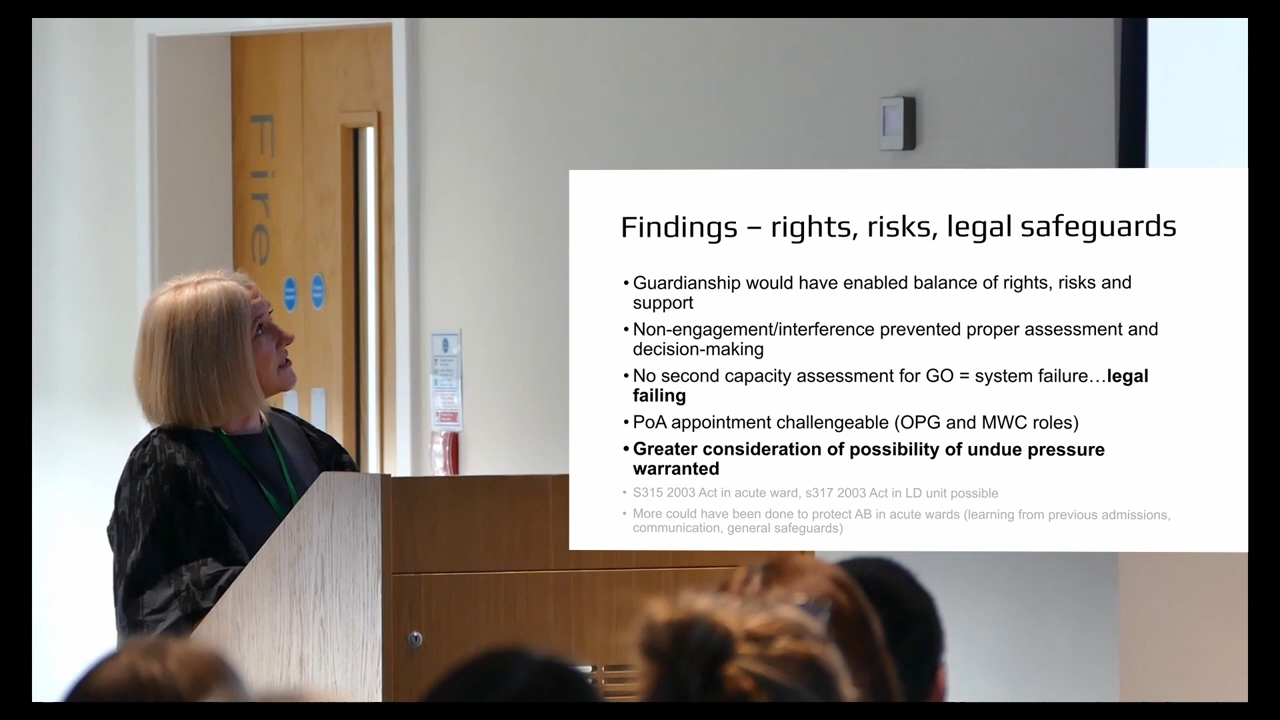 Fire
Findings – rights, risks, legal safeguards
• Guardianship would have enabled balance of rights, risks and
support
• Non-engagement/interference prevented proper assessment and
decision-making
• No second capacity assessment for GO = system failure…legal
failing
• PoA appointment challengeable (OPG and MWC roles)
• Greater consideration of possibility of undue pressure
warranted
• S315 2003 Act in acute ward, s317 2003 Act in LD unit possible
• More could have been done to protect AB in acute wards (learning from previous admissions,
communication, general safeguards)